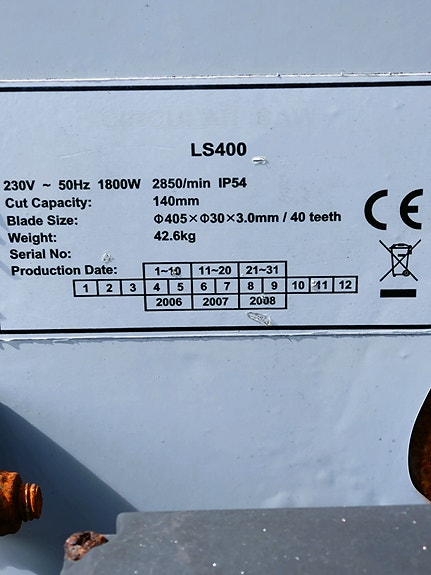 LS400
230V ~ 50Hz 1800W 2850/min IP54
Cut Capacity: 140mm
Blade Size: Φ405×Φ30×3.0mm / 40 teeth
Weight: 42.6kg
Serial No:
Production Date: 1~10 11~20 21~31
1 2 3 4 5 6 7 8 9 10 11 12
2006 2007 2008
CE